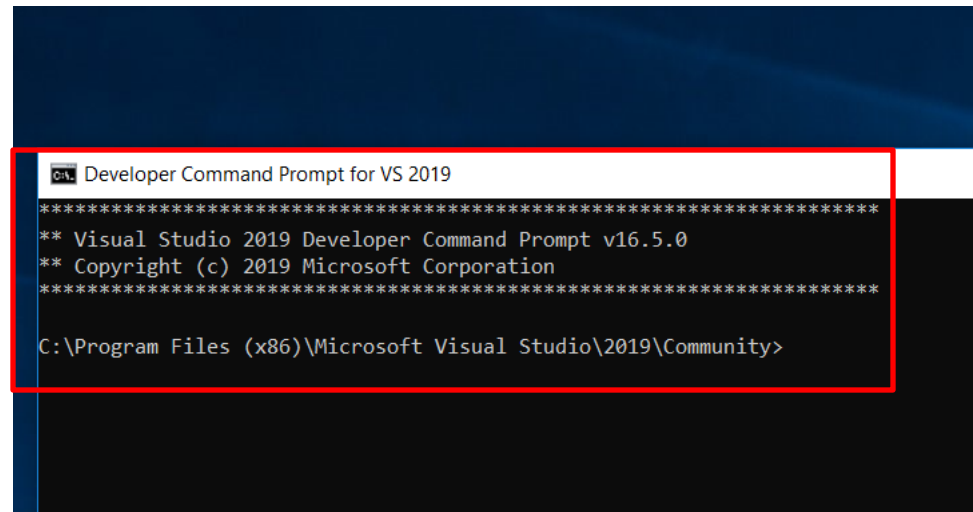 Developer Command Prompt for VS 2019
**********************************************************************
** Visual Studio 2019 Developer Command Prompt v16.5.0
** Copyright (c) 2019 Microsoft Corporation
**********************************************************************
C:\Program Files (x86)\Microsoft Visual Studio\2019\Community>